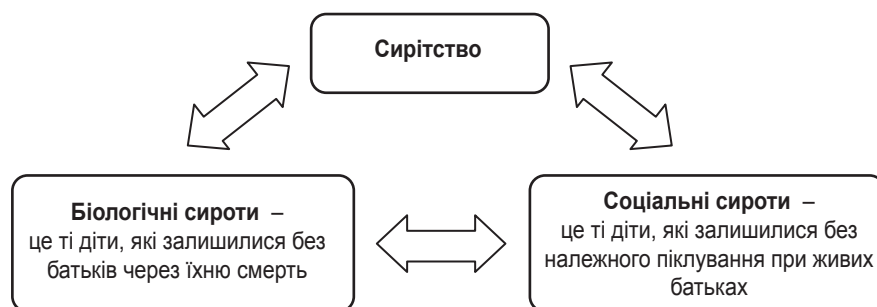 Сирітство
Біологічні сироти –
це ті діти, які залишилися без
батьків через їхню смерть
Соціальні сироти –
це ті діти, які залишилися без
належного піклування при живих
батьках